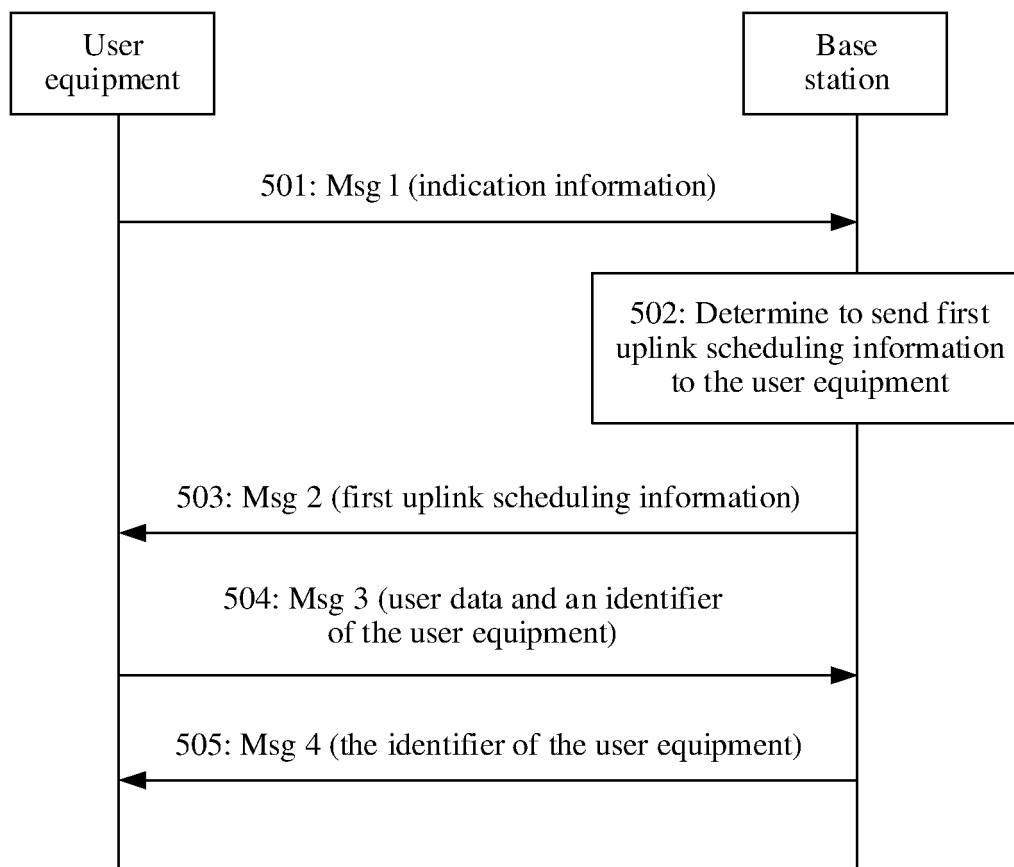 User
equipment
Base
station
501: Msg 1 (indication information)
502: Determine to send first
uplink scheduling information
to the user equipment
503: Msg 2 (first uplink scheduling information)
504: Msg 3 (user data and an identifier
of the user equipment)
505: Msg 4 (the identifier of the user equipment)